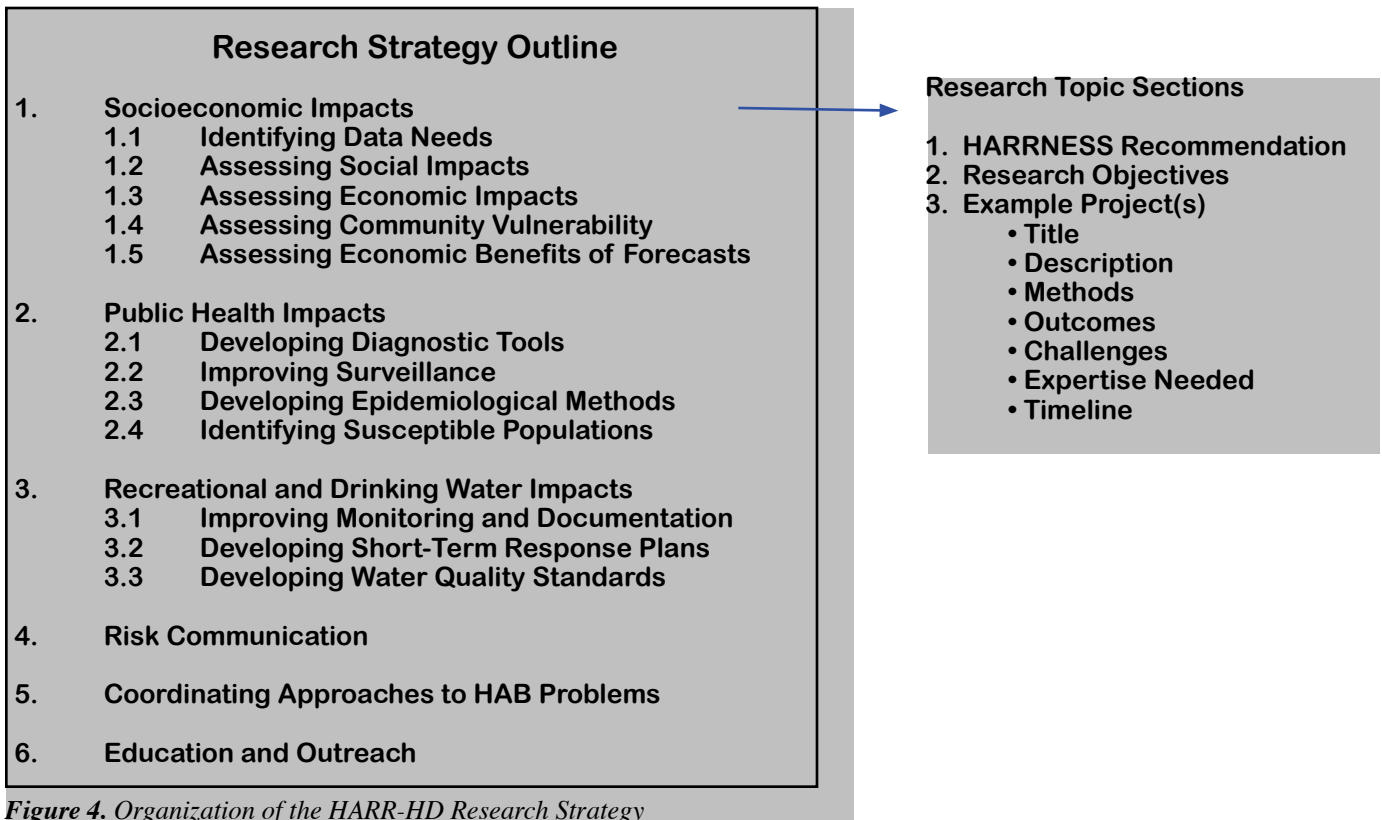 Research Strategy Outline
1. Socioeconomic Impacts
1.1 Identifying Data Needs
1.2 Assessing Social Impacts
1.3 Assessing Economic Impacts
1.4 Assessing Community Vulnerability
1.5 Assessing Economic Benefits of Forecasts
2. Public Health Impacts
2.1 Developing Diagnostic Tools
2.2 Improving Surveillance
2.3 Developing Epidemiological Methods
2.4 Identifying Susceptible Populations
3. Recreational and Drinking Water Impacts
3.1 Improving Monitoring and Documentation
3.2 Developing Short-Term Response Plans
3.3 Developing Water Quality Standards
4. Risk Communication
5. Coordinating Approaches to HAB Problems
6. Education and Outreach
Figure 4. Organization of the HARR-HD Research Strategy
Research Topic Sections
1. HARRNESS Recommendation
2. Research Objectives
3. Example Project(s)
• Title
• Description
• Methods
• Outcomes
• Challenges
• Expertise Needed
• Timeline